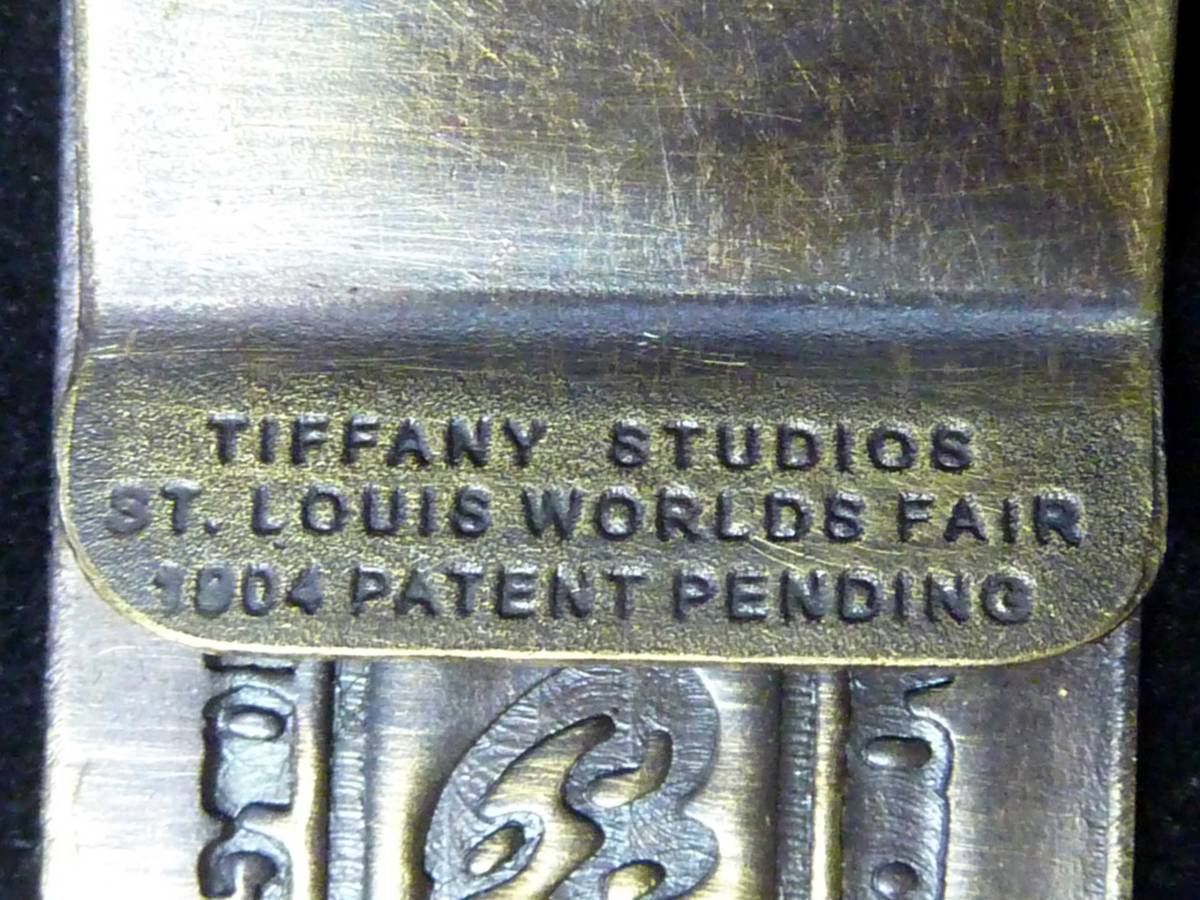 TIFFANY STUDIOS
ST. LOUIS WORLDS FAIR
1904 PATENT PENDING